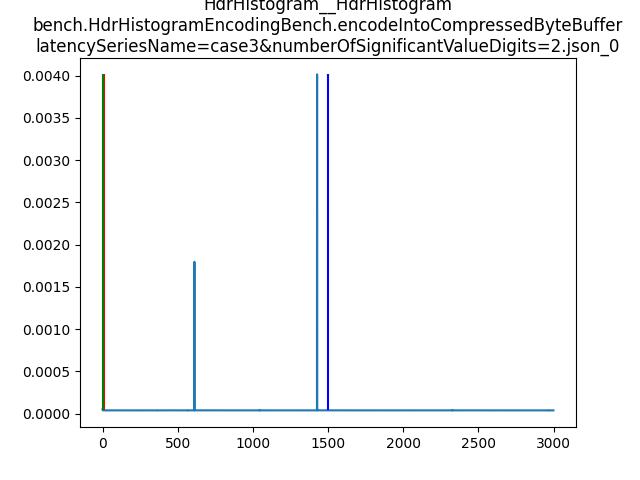 HdrHistogram__HdrHistogram
bench.HdrHistogramEncodingBench.encodeIntoCompressedByteBuffer
latencySeriesName=case3&numberOfSignificantValueDigits=2.json_0
0.0040
0.0035
0.0030
0.0025
0.0020
0.0015
0.0010
0.0005
0.0000
0 500 1000 1500 2000 2500 3000